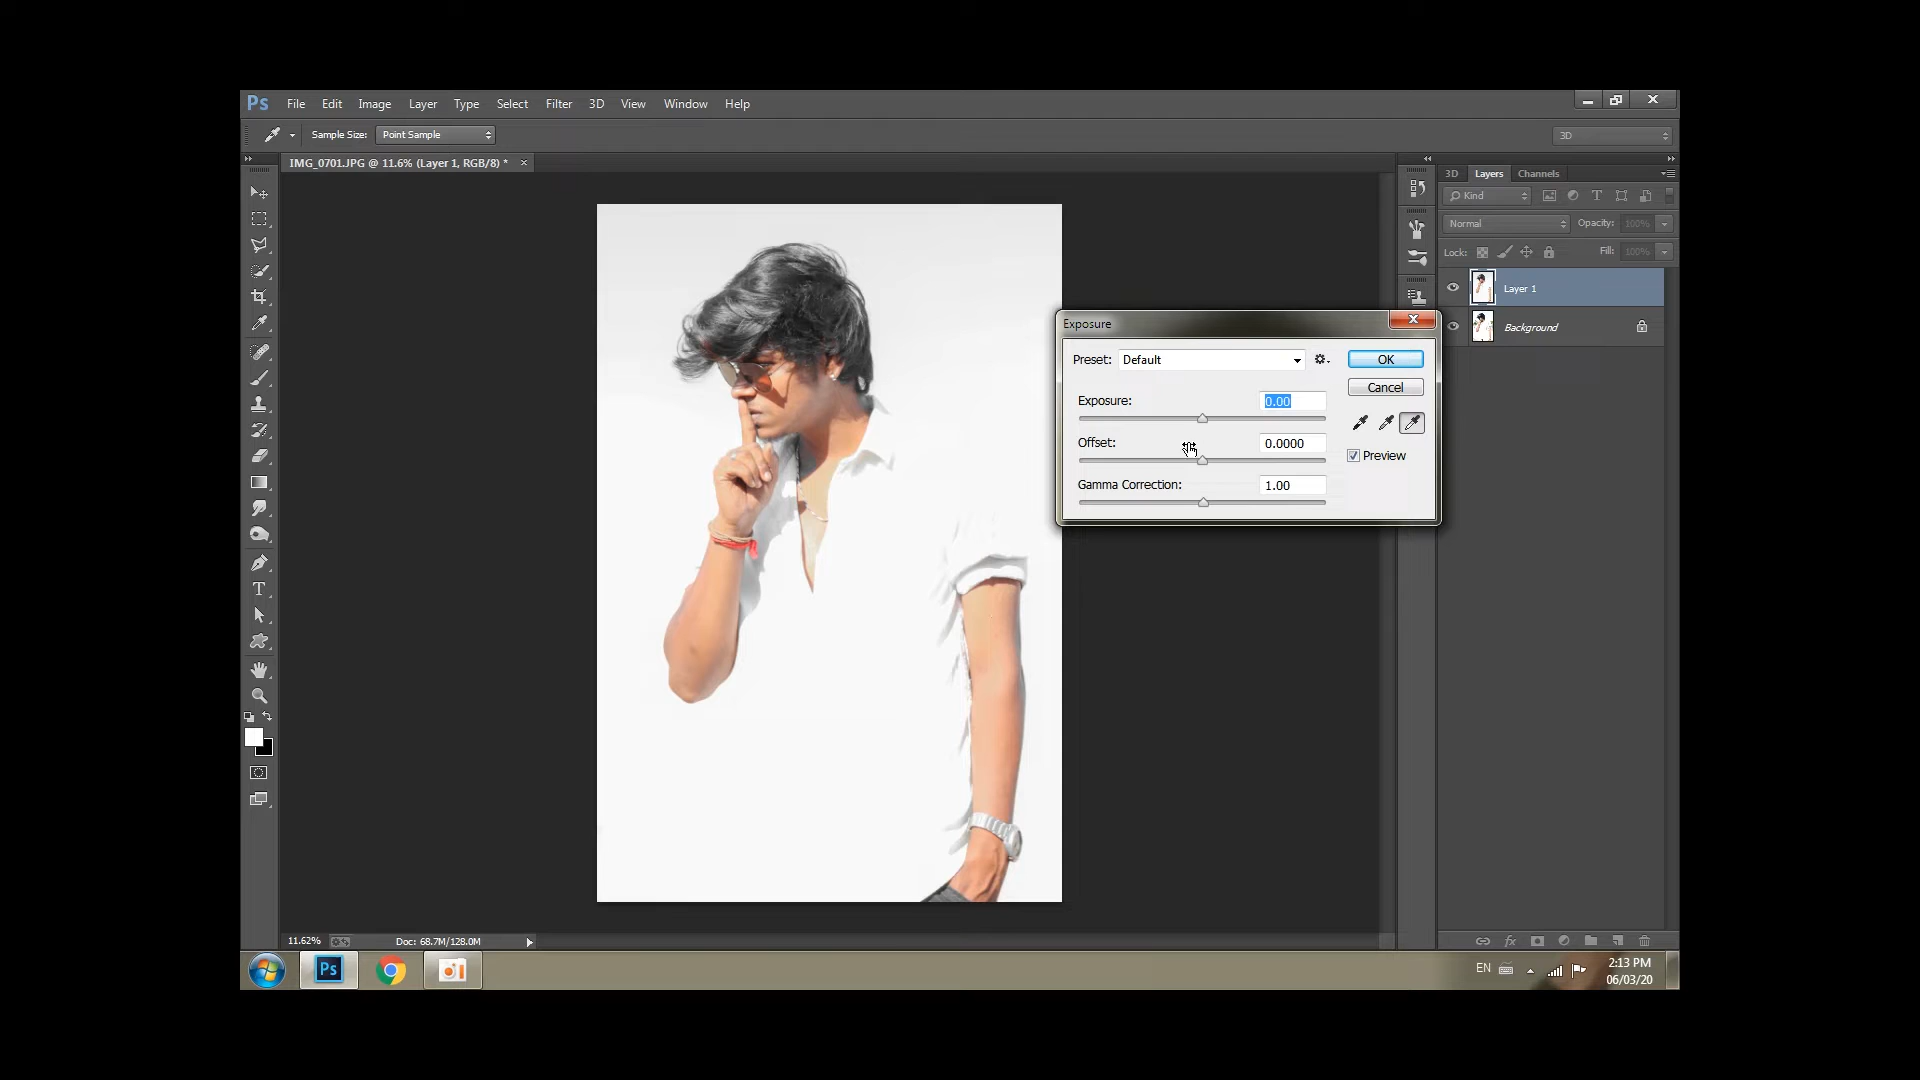 Ps File Edit Image Layer Type Select Filter 3D View Window Help
Sample Size: Point Sample 3D
IMG_0701.JPG @ 11.6% (Layer 1, RGB/8) * ×
3D Layers Channels
Kind
Normal Opacity: 100%
Lock: Fill: 100%
Layer 1
Background
Exposure
Preset: Default OK
Cancel
Exposure: 0.00
Offset: 0.0000
Preview
Gamma Correction: 1.00
11.62% Doc: 68.7M/128.0M
Ps EN 2:13 PM
06/03/20